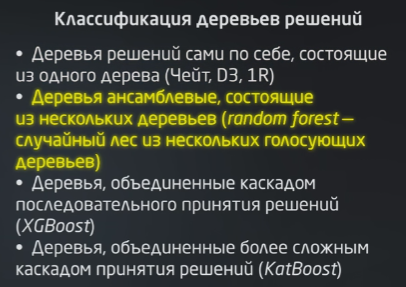 Классификация деревьев решений
• Деревья решений сами по себе, состоящие
из одного дерева (Чейт, D3, 1R)
• Деревья ансамблевые, состоящие
из нескольких деревьев (random forest —
случайный лес из нескольких голосующих
деревьев)
• Деревья, объединенные каскадом
последовательного принятия решений
(XGBoost)
• Деревья, объединенные более сложным
каскадом принятия решений (KatBoost)